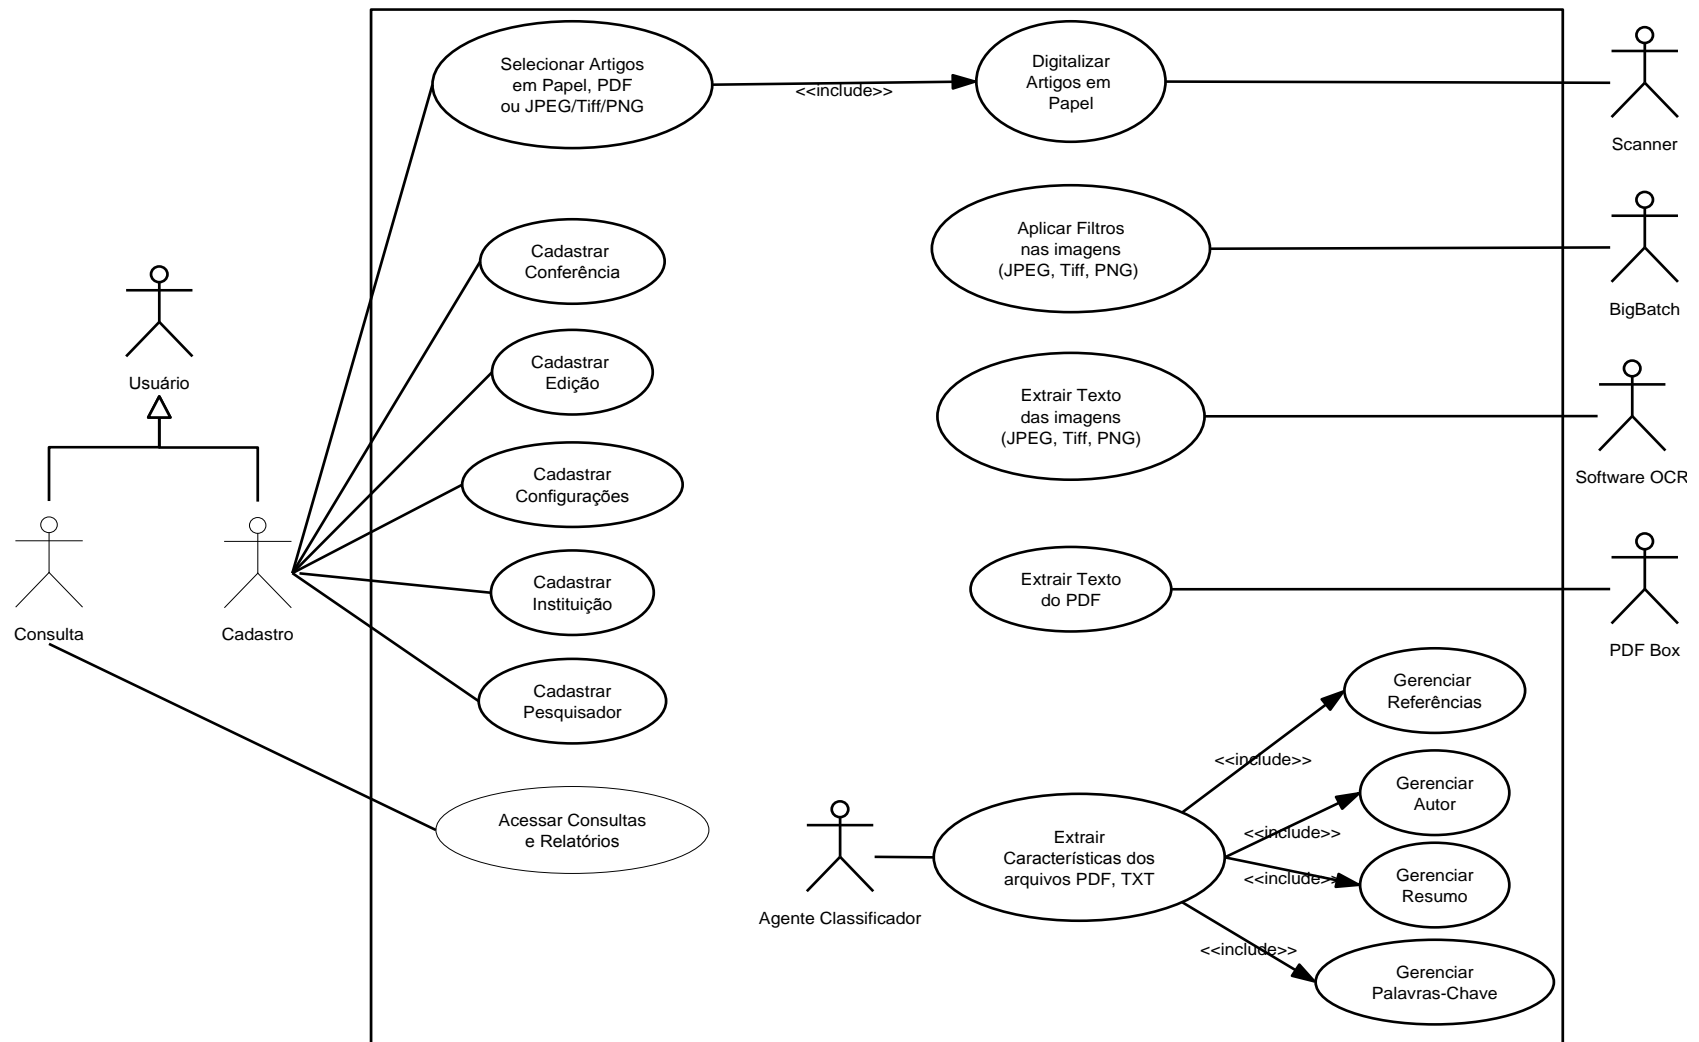 Selecionar Artigos
em Papel, PDF
ou JPEG/Tiff/PNG
<<include>>
Digitalizar
Artigos em
Papel
Scanner
Aplicar Filtros
nas imagens
(JPEG, Tiff, PNG)
BigBatch
Cadastrar
Conferência
Usuário
Cadastrar
Edição
Extrair Texto
das imagens
(JPEG, Tiff, PNG)
Software OCR
Cadastrar
Configurações
Consulta
Cadastro
Cadastrar
Instituição
Extrair Texto
do PDF
PDF Box
Cadastrar
Pesquisador
Gerenciar
Referências
<<include>>
Acessar Consultas
e Relatórios
Agente Classificador
Extrair
Características dos
arquivos PDF, TXT
<<include>>
Gerenciar
Autor
<<include>>
Gerenciar
Resumo
<<include>>
Gerenciar
Palavras-Chave